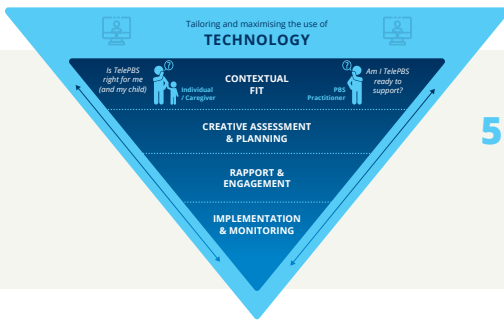 Tailoring and maximising the use of
TECHNOLOGY
Is TelePBS
right for me
(and my child)
?
Individual
/ Caregiver
CONTEXTUAL
FIT
?
PBS
Practitioner
Am I TelePBS
ready to
support?
CREATIVE ASSESSMENT
& PLANNING
5
RAPPORT &
ENGAGEMENT
IMPLEMENTATION
& MONITORING